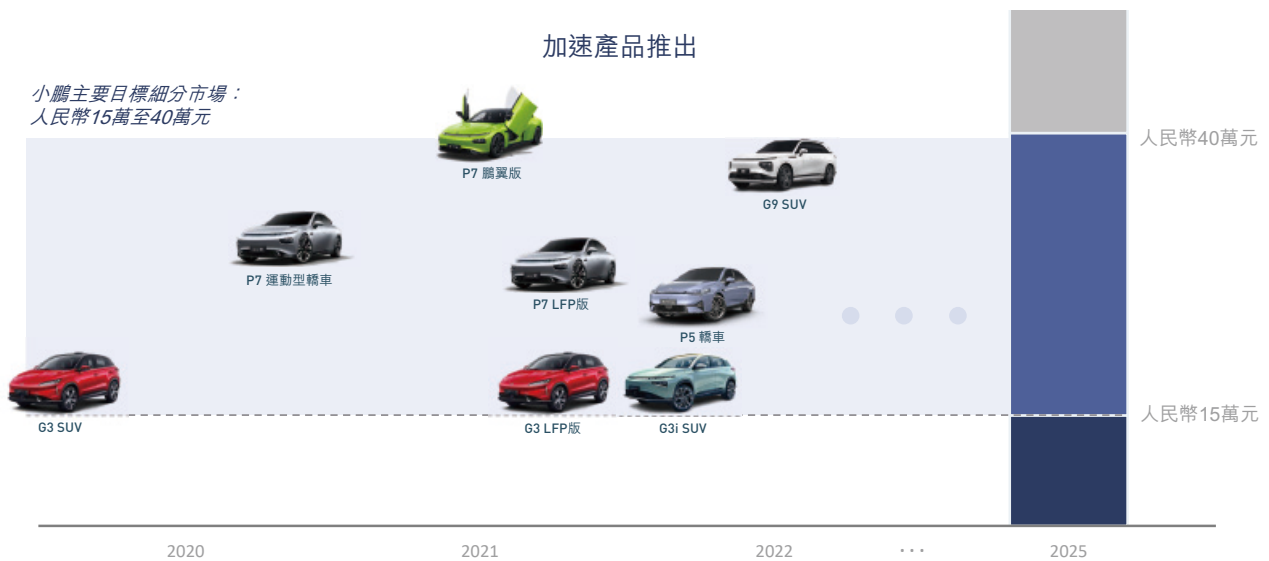 加速產品推出
小鵬主要目標細分市場：
人民幣15萬至40萬元
人民幣40萬元
P7 鵬翼版
G9 SUV
P7 運動型轎車
P7 LFP版
P5 轎車
人民幣15萬元
G3 SUV
G3 LFP版
G3i SUV
2020
2021
2022
...
2025